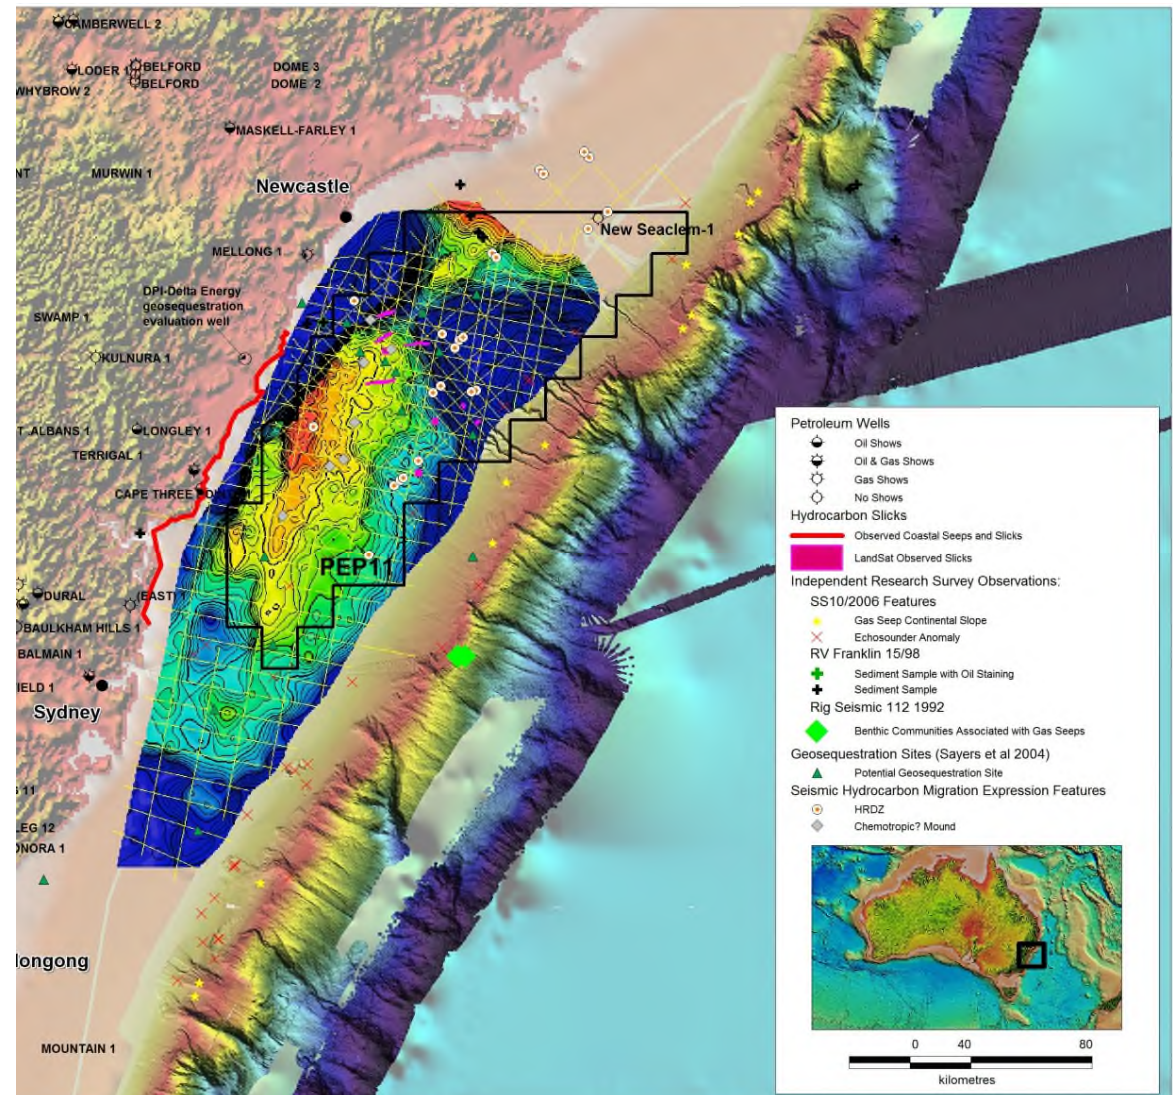 CAMBERWELL 2
LODER 1
BELFORD
DOME 3
BELFORD
DOME 2
WHYBROW 2
MASKELL-FARLEY 1
NT
MURWIN 1
Newcastle
New Seaclem-1
MELLONG 1
DPI-Delta Energy
geosequestration
evaluation well
SWAMP 1
KULNURA 1
T ALBANS 1
LONGLEY 1
TERRIGAL 1
CAPE THREE POINTS 1
PEP11
DURAL
(EAST) 1
BAULKHAM HILLS 1
BALMAIN 1
IELD 1
Sydney
11
LEG 12
ONORA 1
longong
MOUNTAIN 1
Petroleum Wells
Oil Shows
Oil & Gas Shows
Gas Shows
No Shows
Hydrocarbon Slicks
Observed Coastal Seeps and Slicks
LandSat Observed Slicks
Independent Research Survey Observations:
SS10/2006 Features
Gas Seep Continental Slope
Echosounder Anomaly
RV Franklin 15/98
Sediment Sample with Oil Staining
Sediment Sample
Rig Seismic 112 1992
Benthic Communities Associated with Gas Seeps
Geosequestration Sites (Sayers et al 2004)
Potential Geosequestration Site
Seismic Hydrocarbon Migration Expression Features
HRDZ
Chemotropic? Mound
0 40 80
kilometres